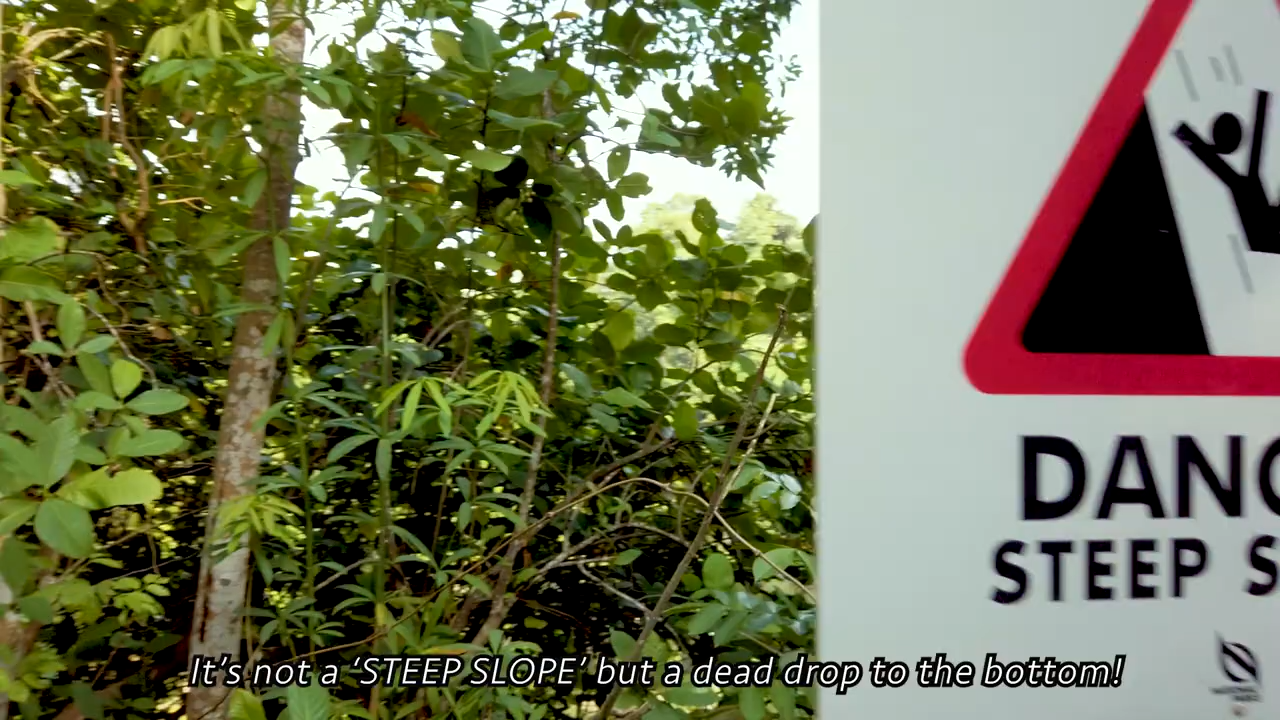 DANG
STEEP S
It's not a ‘STEEP SLOPE’ but a dead drop to the bottom!